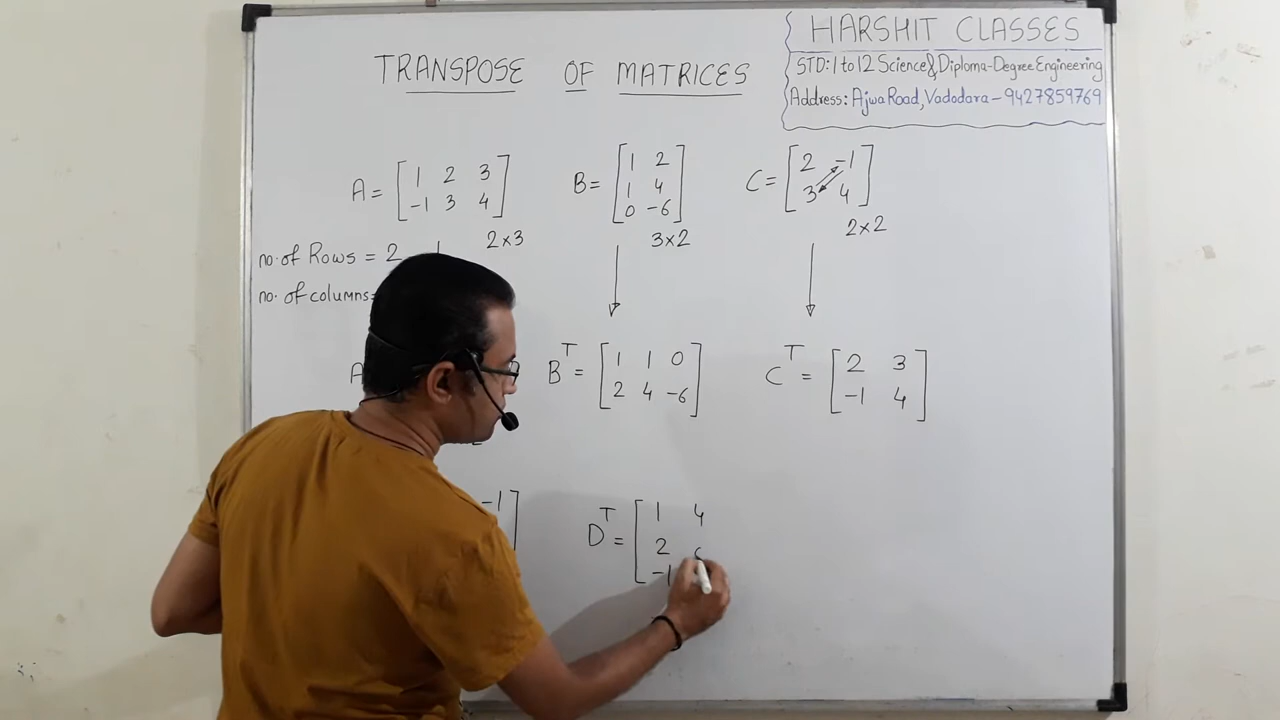 HARSHIT CLASSES
STD: 1 to 12 Science & Diploma-Degree Engineering
Address: Ajwa Road, Vadodara - 9427859769
TRANSPOSE OF MATRICES
A = [1 2 3
-1 3 4]
2×3
B = [1 2
1 4
0 -6]
3×2
C = [2 -1
3 4]
2×2
no. of Rows = 2
no. of columns=
A
B^T = [1 1 0
2 4 -6]
C^T = [2 3
-1 4]
-1]
D^T = [1 4
2
-1